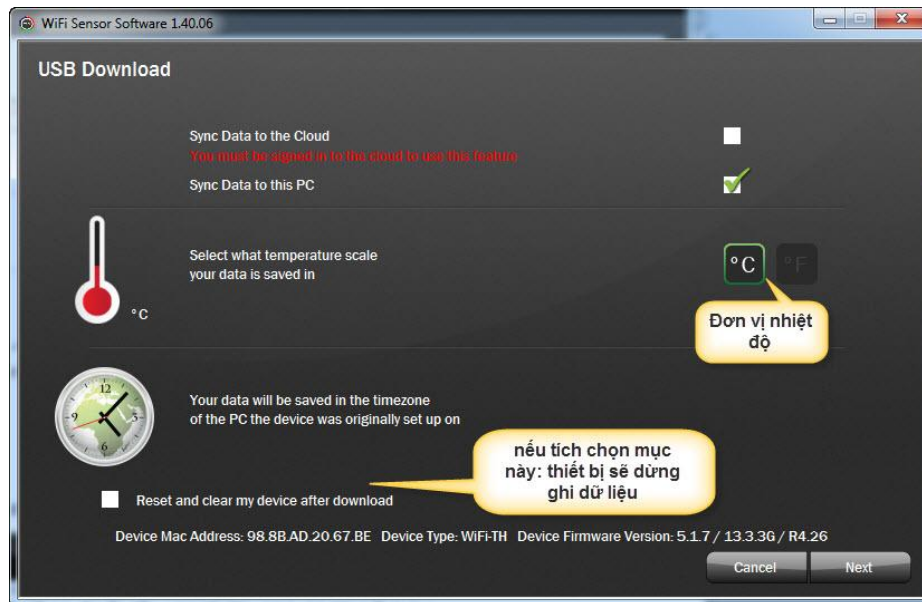 WiFi Sensor Software 1.40.06
USB Download
Sync Data to the Cloud
You must be signed in to the cloud to use this feature
Sync Data to this PC
Select what temperature scale
your data is saved in
°C °F
°C
Đơn vị nhiệt
độ
12
9 3
6
Your data will be saved in the timezone
of the PC the device was originally set up on
nếu tích chọn mục
này: thiết bị sẽ dừng
ghi dữ liệu
Reset and clear my device after download
Device Mac Address: 98.8B.AD.20.67.BE Device Type: WiFi-TH Device Firmware Version: 5.1.7 / 13.3.3G / R4.26
Cancel Next